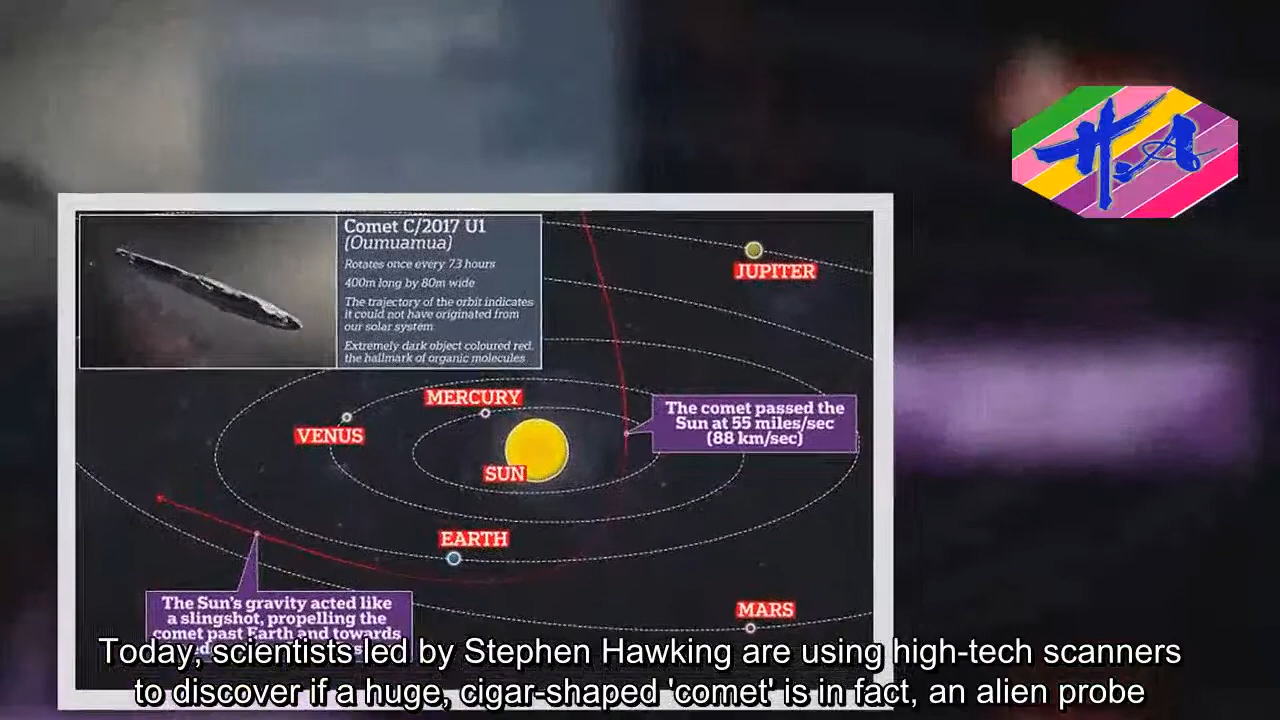 H.A
Comet C/2017 U1
(Oumuamua)
Rotates once every 7.3 hours
400m long by 80m wide
The trajectory of the orbit indicates
it could not have originated from
our solar system
Extremely dark object coloured red,
the hallmark of organic molecules
JUPITER
MERCURY
VENUS
The comet passed the
Sun at 55 miles/sec
(88 km/sec)
SUN
EARTH
The Sun's gravity acted like
a slingshot, propelling the
comet past Earth and towards
MARS
Today, scientists led by Stephen Hawking are using high-tech scanners
to discover if a huge, cigar-shaped 'comet' is in fact, an alien probe